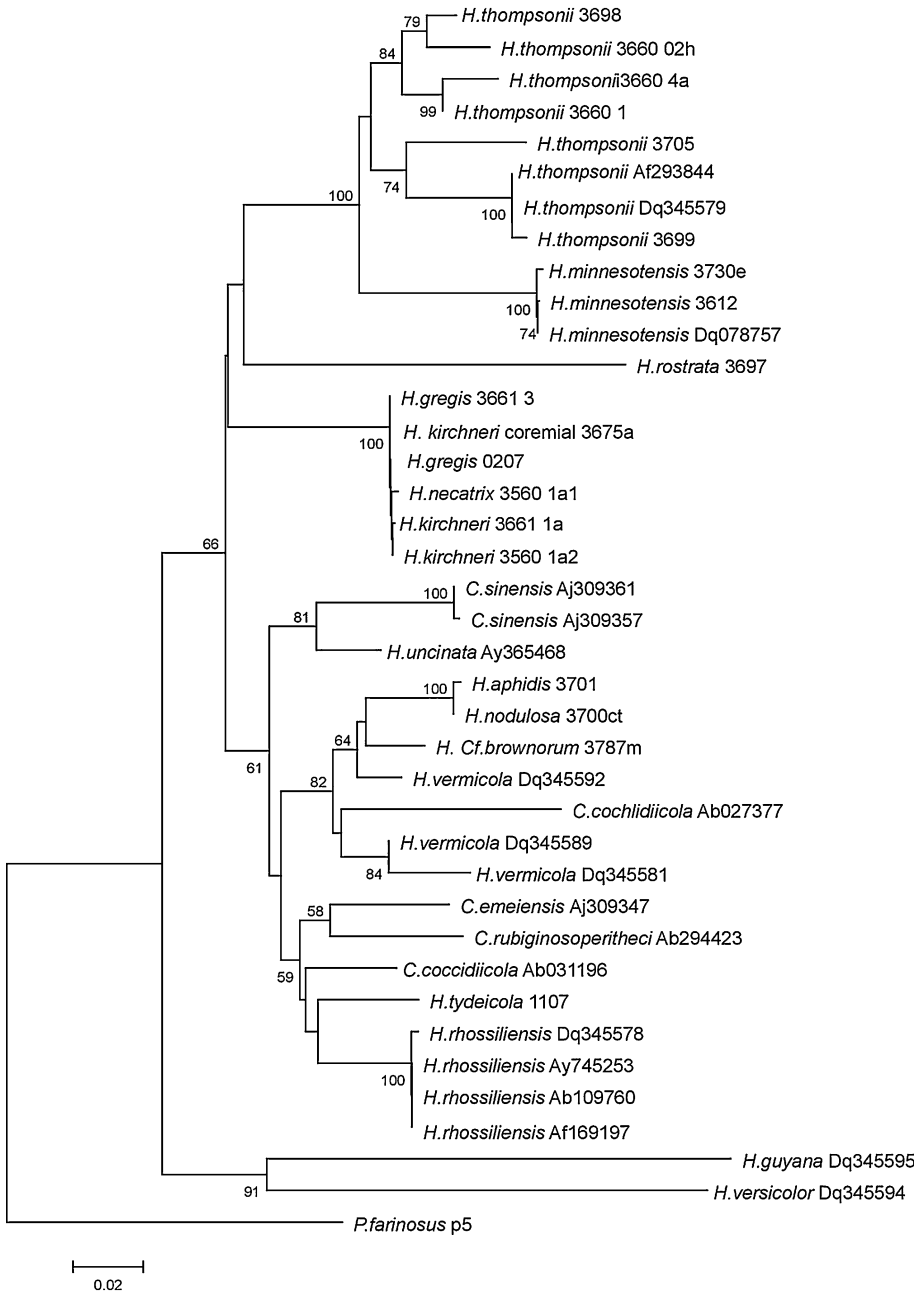 H.thompsonii 3698
79
H.thompsonii 3660 02h
84
H.thompsonii3660 4a
99
H.thompsonii 3660 1
H.thompsonii 3705
H.thompsonii Af293844
74
100
H.thompsonii Dq345579
100
H.thompsonii 3699
H.minnesotensis 3730e
H.minnesotensis 3612
100
H.minnesotensis Dq078757
74
H.rostrata 3697
H.gregis 3661 3
H. kirchneri coremial 3675a
100
H.gregis 0207
H.necatrix 3560 1a1
H.kirchneri 3661 1a
66
H.kirchneri 3560 1a2
C.sinensis Aj309361
100
C.sinensis Aj309357
81
H.uncinata Ay365468
H.aphidis 3701
100
H.nodulosa 3700ct
64
H. Cf.brownorum 3787m
61
H.vermicola Dq345592
82
C.cochlidiicola Ab027377
H.vermicola Dq345589
84
H.vermicola Dq345581
C.emeiensis Aj309347
58
C.rubiginosoperitheci Ab294423
C.coccidiicola Ab031196
59
H.tydeicola 1107
H.rhossiliensis Dq345578
H.rhossiliensis Ay745253
100
H.rhossiliensis Ab109760
H.rhossiliensis Af169197
H.guyana Dq345595
91
H.versicolor Dq345594
P.farinosus p5
0.02